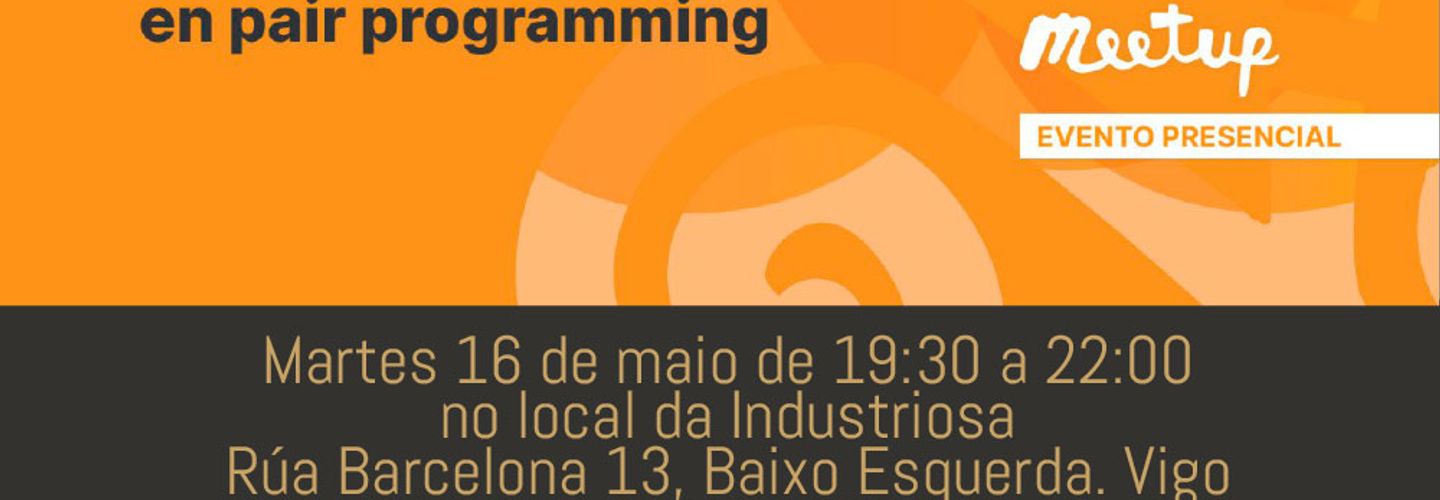 en pair programming
meetup
EVENTO PRESENCIAL
Martes 16 de maio de 19:30 a 22:00
no local da Industriosa
Rúa Barcelona 13, Baixo Esquerda. Vigo